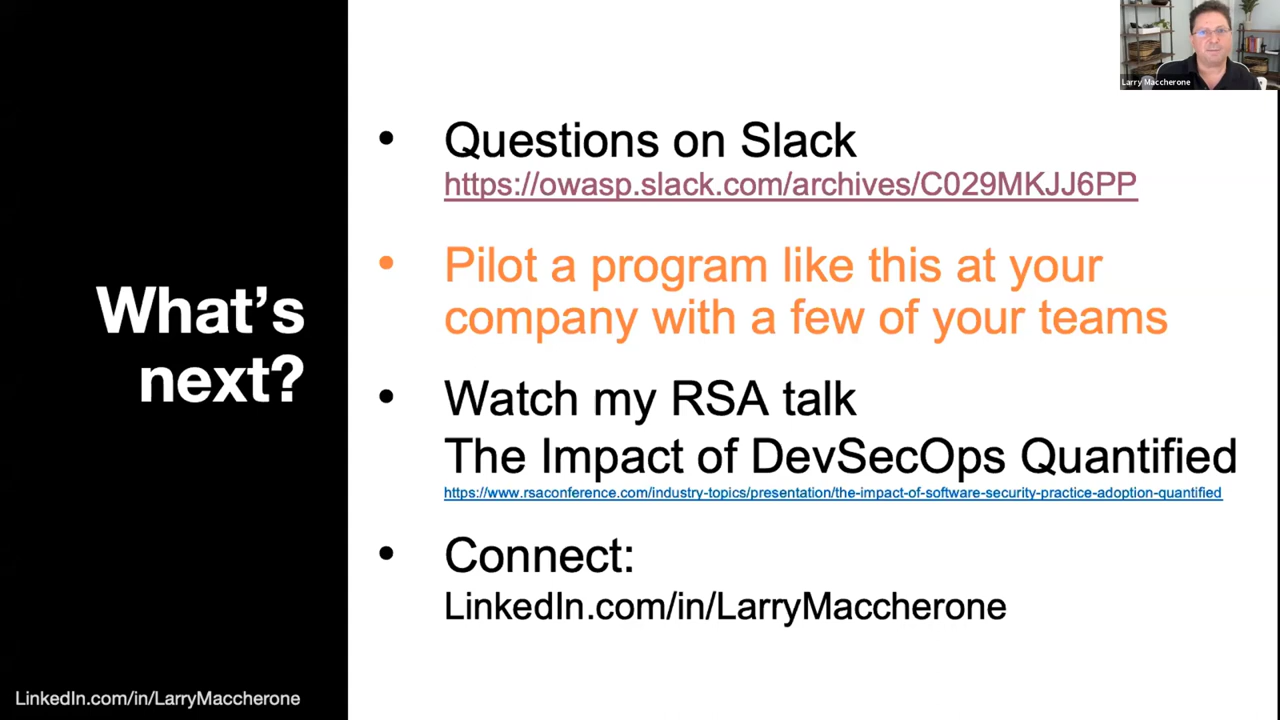 Larry Maccherone
What's
next?
• Questions on Slack
https://owasp.slack.com/archives/C029MKJJ6PP
• Pilot a program like this at your
company with a few of your teams
• Watch my RSA talk
The Impact of DevSecOps Quantified
https://www.rsaconference.com/industry-topics/presentation/the-impact-of-software-security-practice-adoption-quantified
• Connect:
LinkedIn.com/in/LarryMaccherone
LinkedIn.com/in/LarryMaccherone